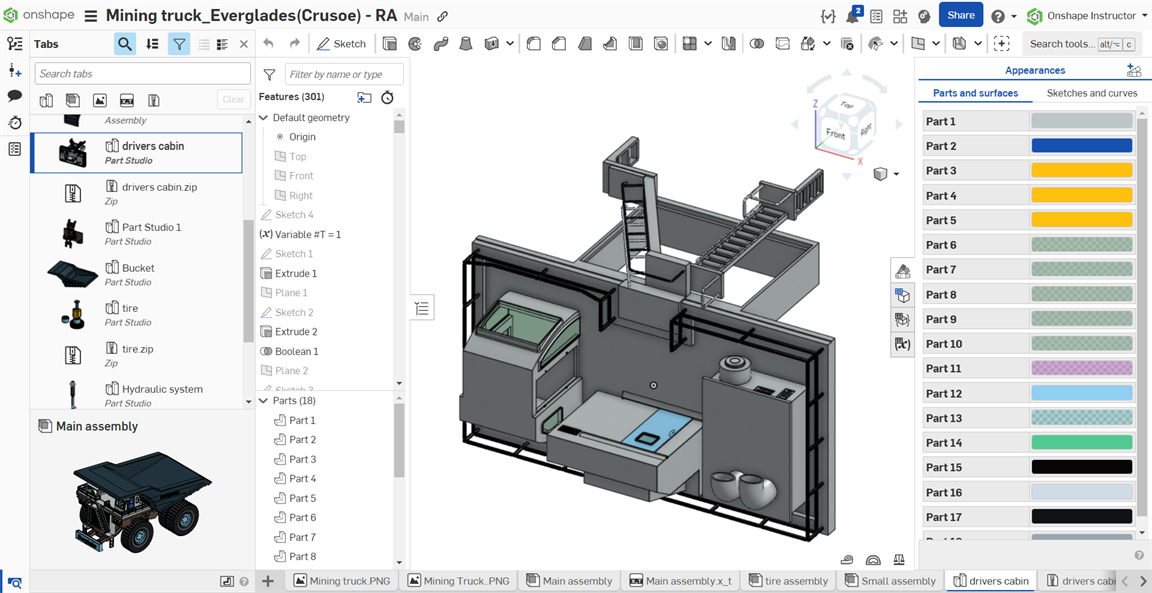 onshape
Mining truck_Everglades(Crusoe) - RA Main
2
Share
Onshape Instructor
Tabs
Sketch
Search tools... alt/⌥ c
Search tabs
Clear
Assembly
drivers cabin
Part Studio
drivers cabin.zip
Zip
Part Studio 1
Part Studio
Bucket
Part Studio
tire
Part Studio
tire.zip
Zip
Hydraulic system
Part Studio
Main assembly
Filter by name or type
Features (301)
Default geometry
Origin
Top
Front
Right
Sketch 4
(x) Variable #T = 1
Sketch 1
Extrude 1
Plane 1
Sketch 2
Extrude 2
Boolean 1
Plane 2
Sketch 3
Parts (18)
Part 1
Part 2
Part 3
Part 4
Part 5
Part 6
Part 7
Part 8
Z
Top
Front
Right
Y
X
Appearances
Parts and surfaces
Sketches and curves
Part 1
Part 2
Part 3
Part 4
Part 5
Part 6
Part 7
Part 8
Part 9
Part 10
Part 11
Part 12
Part 13
Part 14
Part 15
Part 16
Part 17
Part 18
Mining truck.PNG
Mining Truck..PNG
Main assembly
Main assembly.x_t
tire assembly
Small assembly
drivers cabin
drivers cabi